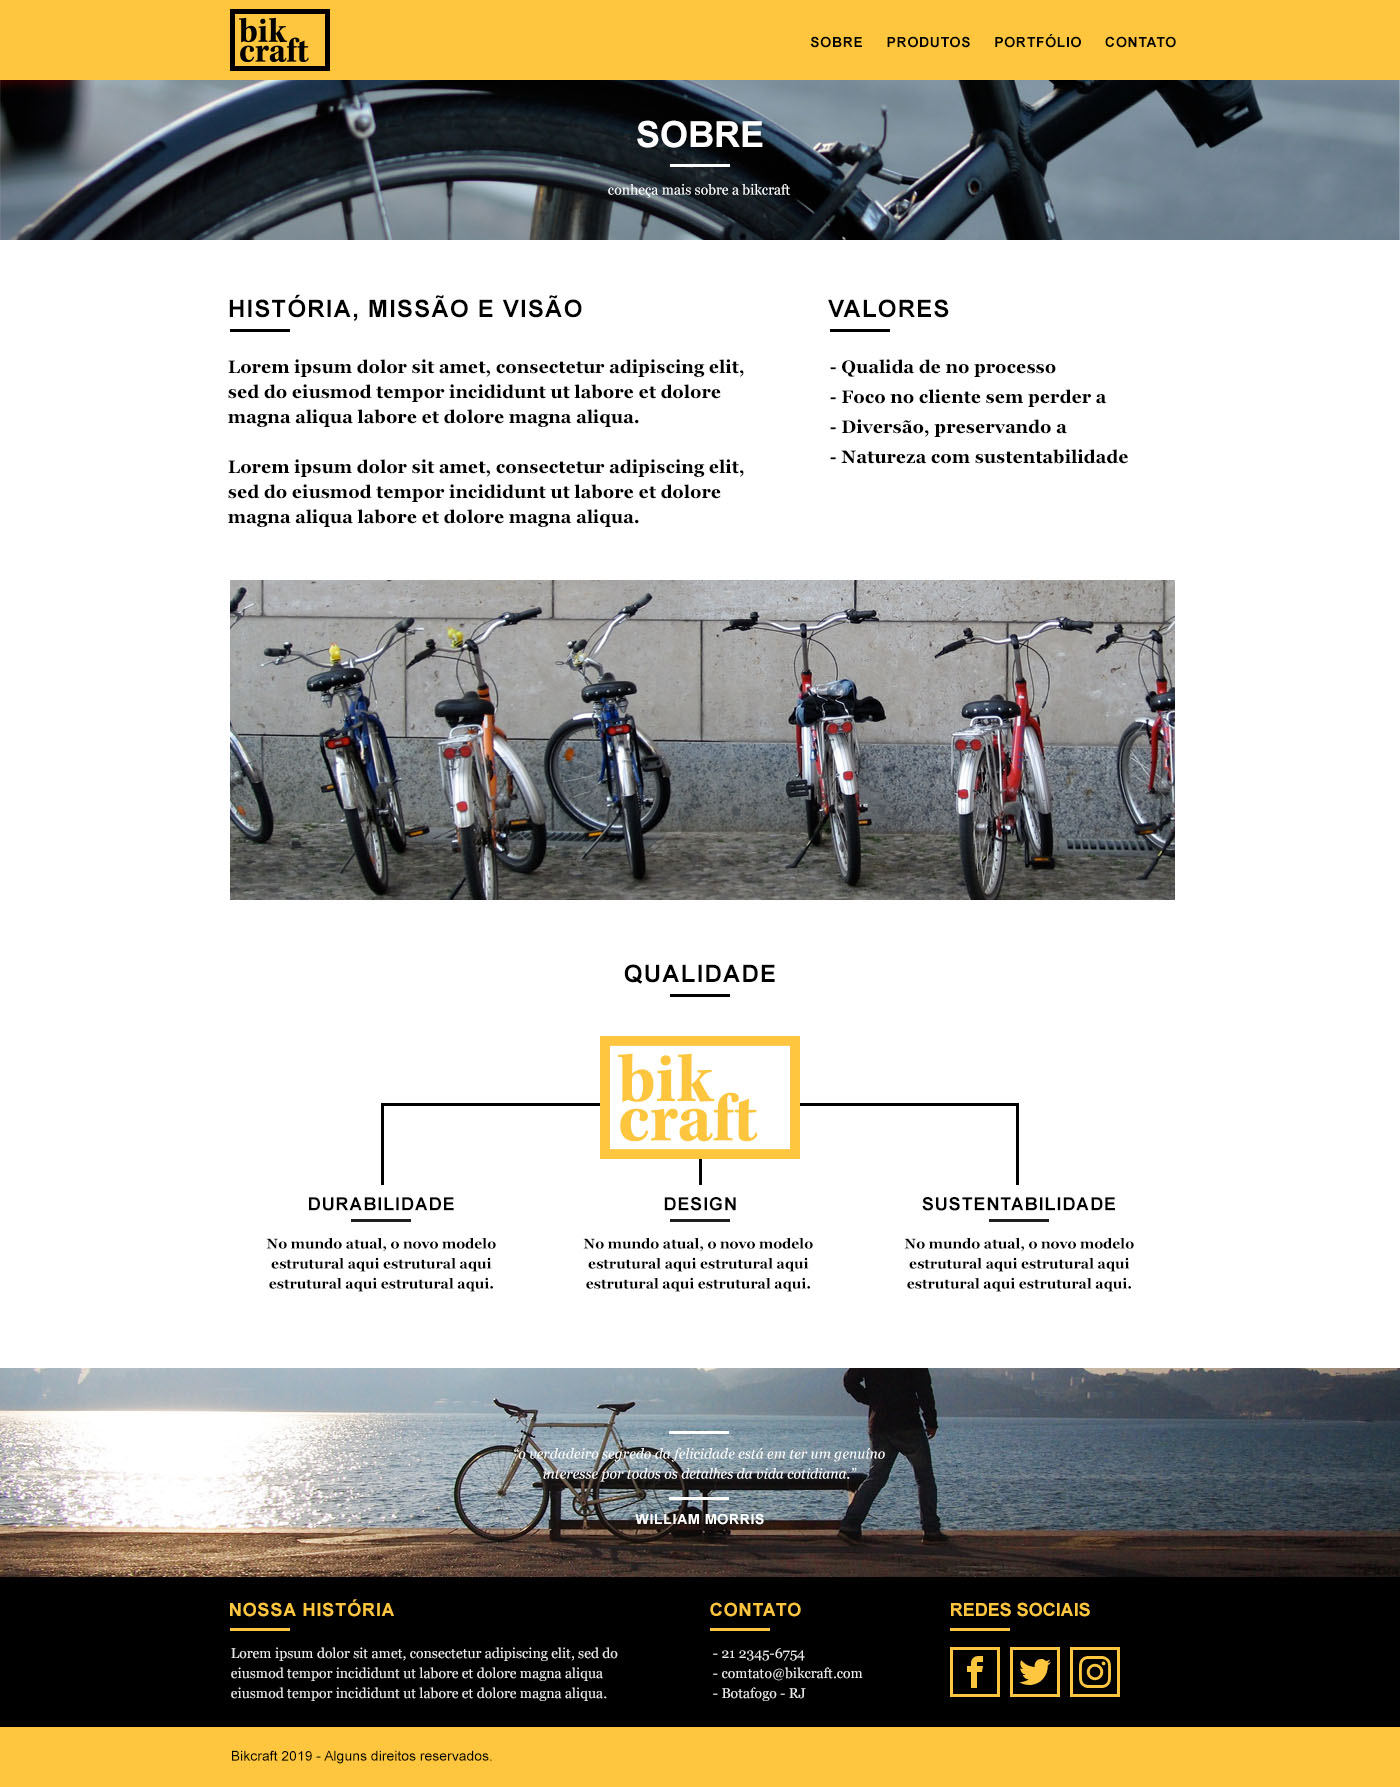 bik
craft
SOBRE PRODUTOS PORTFÓLIO CONTATO
SOBRE
conheça mais sobre a bikcraft
HISTÓRIA, MISSÃO E VISÃO
Lorem ipsum dolor sit amet, consectetur adipiscing elit,
sed do eiusmod tempor incididunt ut labore et dolore
magna aliqua labore et dolore magna aliqua.
Lorem ipsum dolor sit amet, consectetur adipiscing elit,
sed do eiusmod tempor incididunt ut labore et dolore
magna aliqua labore et dolore magna aliqua.
VALORES
- Qualida de no processo
- Foco no cliente sem perder a
- Diversão, preservando a
- Natureza com sustentabilidade
QUALIDADE
bik
craft
DURABILIDADE
No mundo atual, o novo modelo
estrutural aqui estrutural aqui
estrutural aqui estrutural aqui.
DESIGN
No mundo atual, o novo modelo
estrutural aqui estrutural aqui
estrutural aqui estrutural aqui.
SUSTENTABILIDADE
No mundo atual, o novo modelo
estrutural aqui estrutural aqui
estrutural aqui estrutural aqui.
“o verdadeiro segredo da felicidade está em ter um genuíno
interesse por todos os detalhes da vida cotidiana.”
WILLIAM MORRIS
NOSSA HISTÓRIA
Lorem ipsum dolor sit amet, consectetur adipiscing elit, sed do
eiusmod tempor incididunt ut labore et dolore magna aliqua
eiusmod tempor incididunt ut labore et dolore magna aliqua.
CONTATO
- 21 2345-6754
- comtato@bikcraft.com
- Botafogo - RJ
REDES SOCIAIS
Bikcraft 2019 - Alguns direitos reservados.